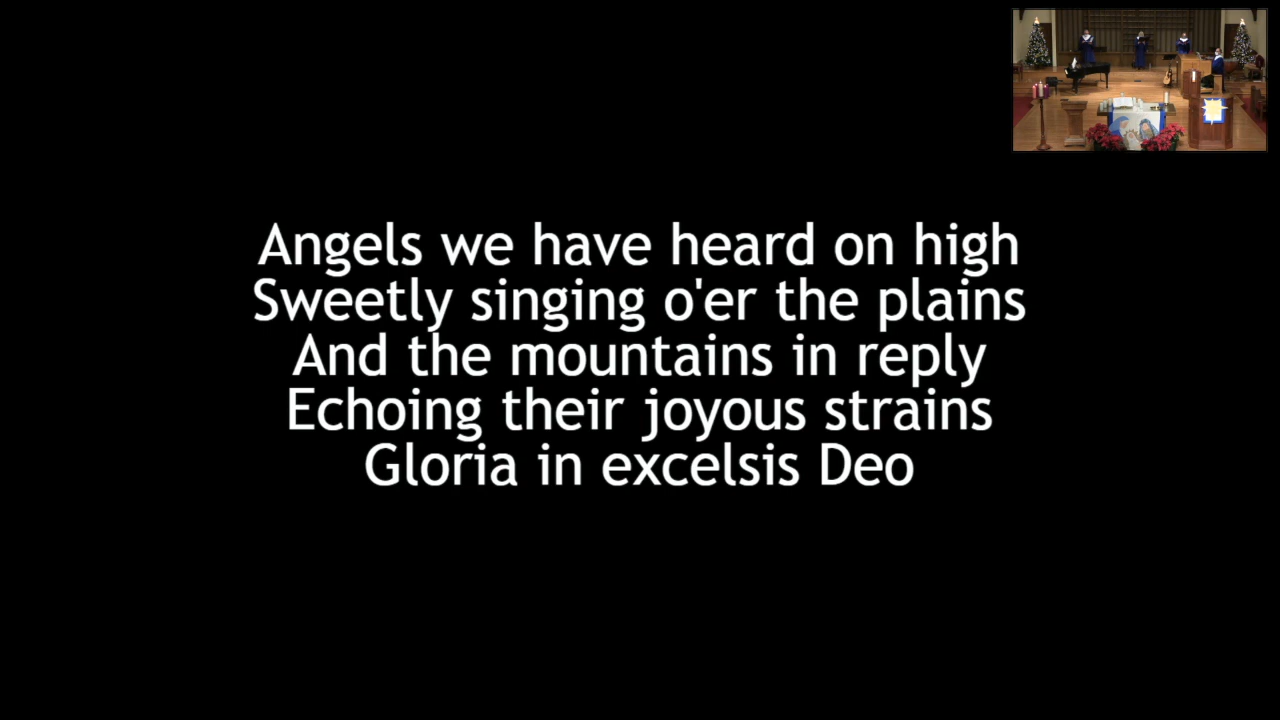 Angels we have heard on high
Sweetly singing o'er the plains
And the mountains in reply
Echoing their joyous strains
Gloria in excelsis Deo